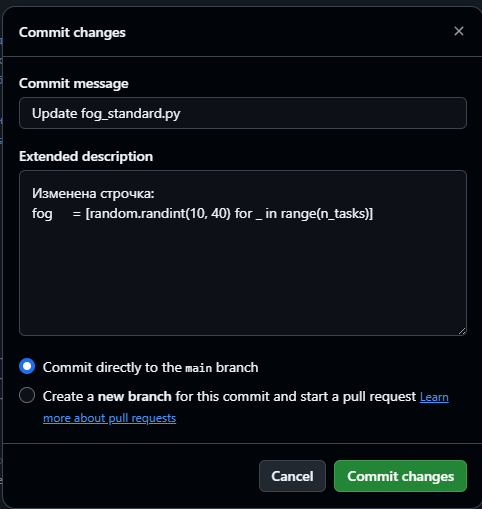 Commit changes
Commit message
Update fog_standard.py
Extended description
Изменена строчка:
fog = [random.randint(10, 40) for _ in range(n_tasks)]
Commit directly to the main branch
Create a new branch for this commit and start a pull request Learn
more about pull requests
Cancel
Commit changes